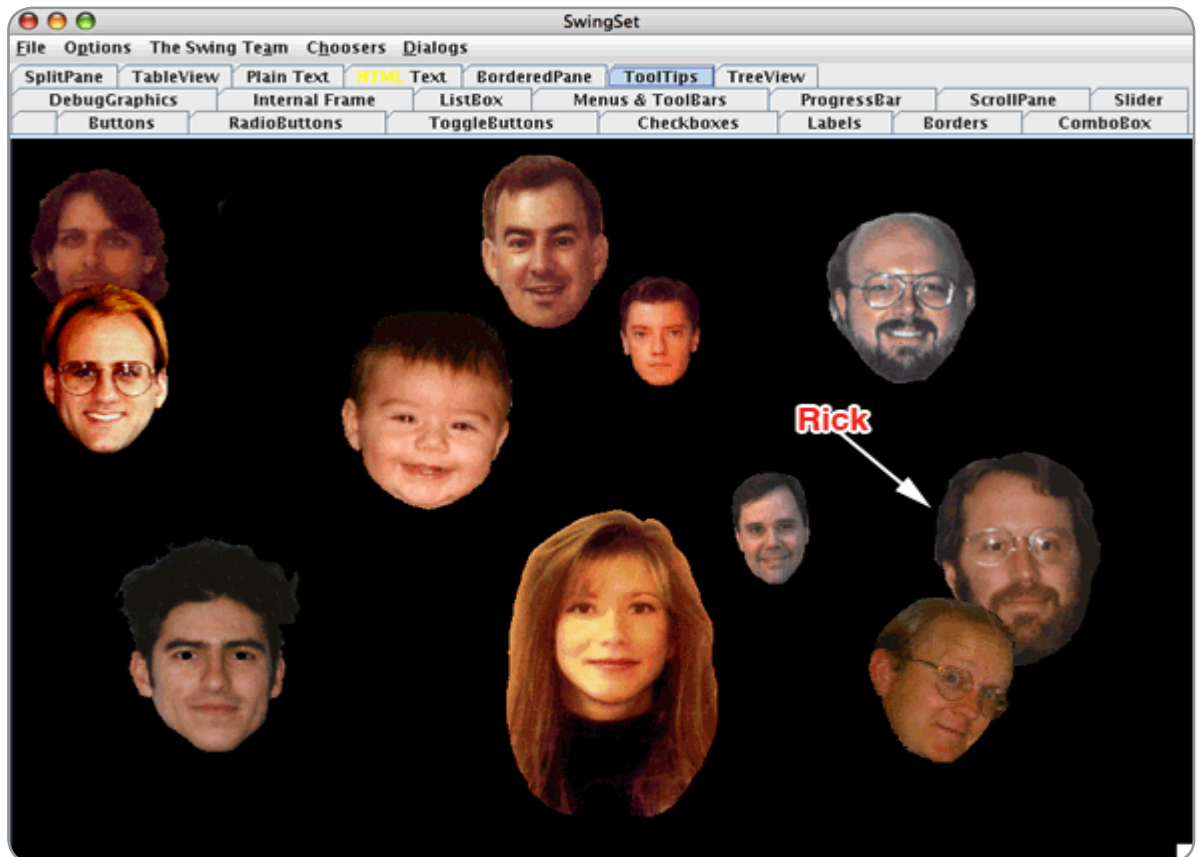 SwingSet
File Options The Swing Team Choosers Dialogs
SplitPane TableView Plain Text HTML Text BorderedPane ToolTips TreeView
DebugGraphics Internal Frame ListBox Menus & ToolBars ProgressBar ScrollPane Slider
Buttons RadioButtons ToggleButtons Checkboxes Labels Borders ComboBox
Rick